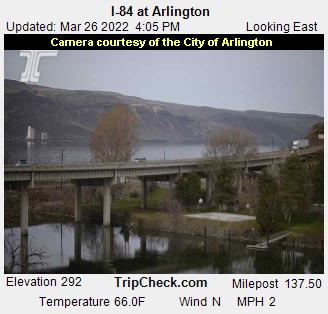 I-84 at Arlington
Updated: Mar 26 2022 4:05 PM Looking East
Camera courtesy of the City of Arlington
Elevation 292 TripCheck.com Milepost 137.50
Temperature 66.0F Wind N MPH 2